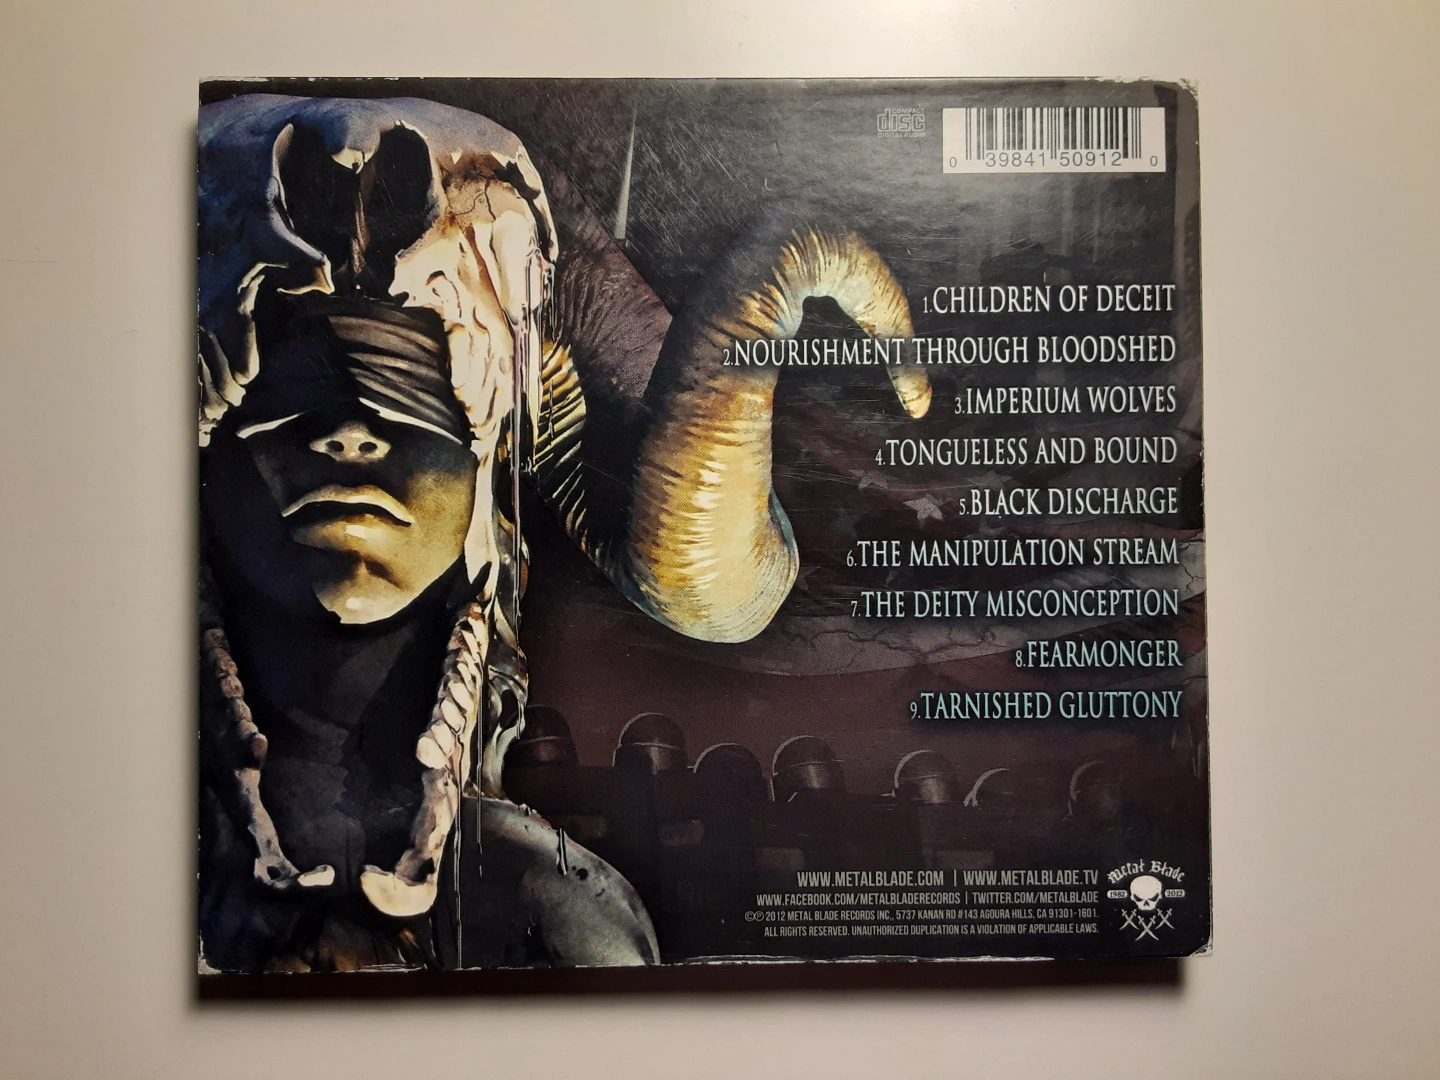 COMPACT
disc
DIGITAL AUDIO
0 39841 50912 0
1.CHILDREN OF DECEIT
2.NOURISHMENT THROUGH BLOODSHED
3.IMPERIUM WOLVES
4.TONGUELESS AND BOUND
5.BLACK DISCHARGE
6.THE MANIPULATION STREAM
7.THE DEITY MISCONCEPTION
8.FEARMONGER
9.TARNISHED GLUTTONY
WWW.METALBLADE.COM | WWW.METALBLADE.TV
WWW.FACEBOOK.COM/METALBLADERECORDS | TWITTER.COM/METALBLADE
©℗ 2012 METAL BLADE RECORDS INC., 5737 KANAN RD #143 AGOURA HILLS, CA 91301-1601.
ALL RIGHTS RESERVED. UNAUTHORIZED DUPLICATION IS A VIOLATION OF APPLICABLE LAWS.
Metal Blade
1982 2012